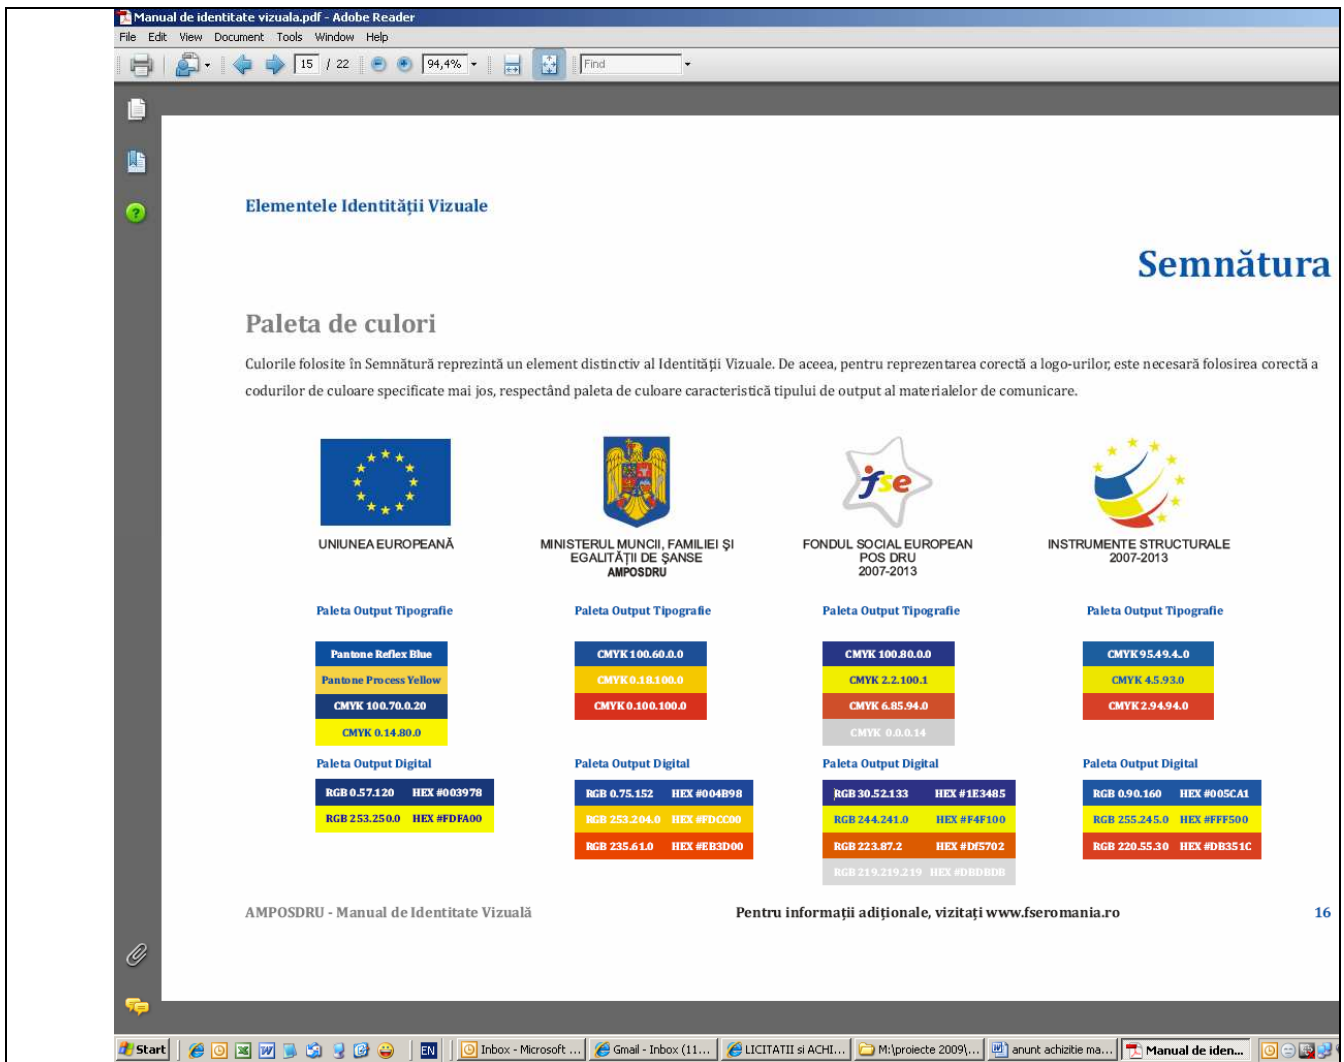 Manual de identitate vizuala.pdf - Adobe Reader
File Edit View Document Tools Window Help
15 / 22 94,4% Find
Elementele Identității Vizuale
Semnătura
Paleta de culori
Culorile folosite în Semnătură reprezintă un element distinctiv al Identității Vizuale. De aceea, pentru reprezentarea corectă a logo-urilor, este necesară folosirea corectă a
codurilor de culoare specificate mai jos, respectând paleta de culoare caracteristică tipului de output al materialelor de comunicare.
fse
UNIUNEA EUROPEANĂ
MINISTERUL MUNCII, FAMILIEI ŞI
EGALITĂŢII DE ŞANSE
AMPOSDRU
FONDUL SOCIAL EUROPEAN
POS DRU
2007-2013
INSTRUMENTE STRUCTURALE
2007-2013
Paleta Output Tipografie
Pantone Reflex Blue
Pantone Process Yellow
CMYK 100.70.0.20
CMYK 0.14.80.0
Paleta Output Digital
RGB 0.57.120 HEX #003978
RGB 253.250.0 HEX #FDFA00
Paleta Output Tipografie
CMYK 100.60.0.0
CMYK 0.18.100.0
CMYK 0.100.100.0
Paleta Output Digital
RGB 0.75.152 HEX #004B98
RGB 253.204.0 HEX #FDCC00
RGB 235.61.0 HEX #EB3D00
Paleta Output Tipografie
CMYK 100.80.0.0
CMYK 2.2.100.1
CMYK 6.85.94.0
CMYK 0.0.0.14
Paleta Output Digital
RGB 30.52.133 HEX #1E3485
RGB 244.241.0 HEX #F4F100
RGB 223.87.2 HEX #Df5702
RGB 219.219.219 HEX #DBDBDB
Paleta Output Tipografie
CMYK 95.49.4..0
CMYK 4.5.93.0
CMYK 2.94.94.0
Paleta Output Digital
RGB 0.90.160 HEX #005CA1
RGB 255.245.0 HEX #FFF500
RGB 220.55.30 HEX #DB351C
AMPOSDRU - Manual de Identitate Vizuală
Pentru informații adiționale, vizitați www.fseromania.ro
16
Start EN Inbox - Microsoft ... Gmail - Inbox (11... LICITATII si ACHI... M:\proiecte 2009\... anunt achizitie ma... Manual de iden...